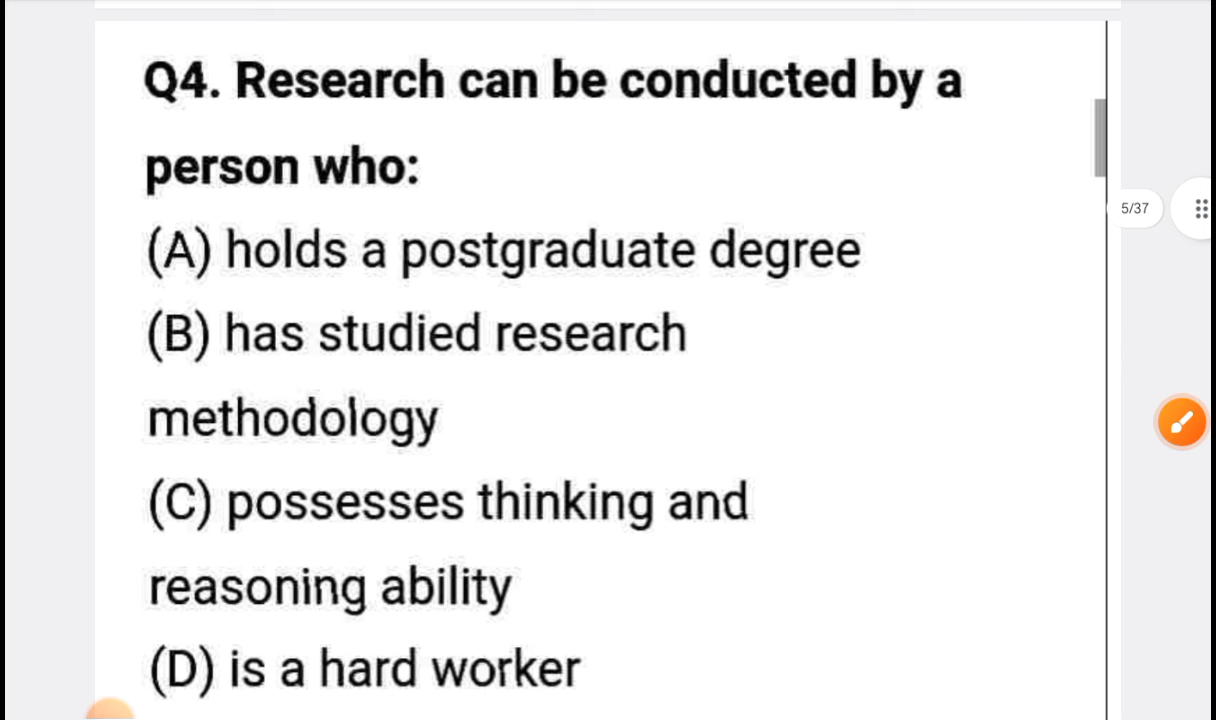 Q4. Research can be conducted by a
person who:
(A) holds a postgraduate degree
5/37
(B) has studied research
methodology
(C) possesses thinking and
reasoning ability
(D) is a hard worker